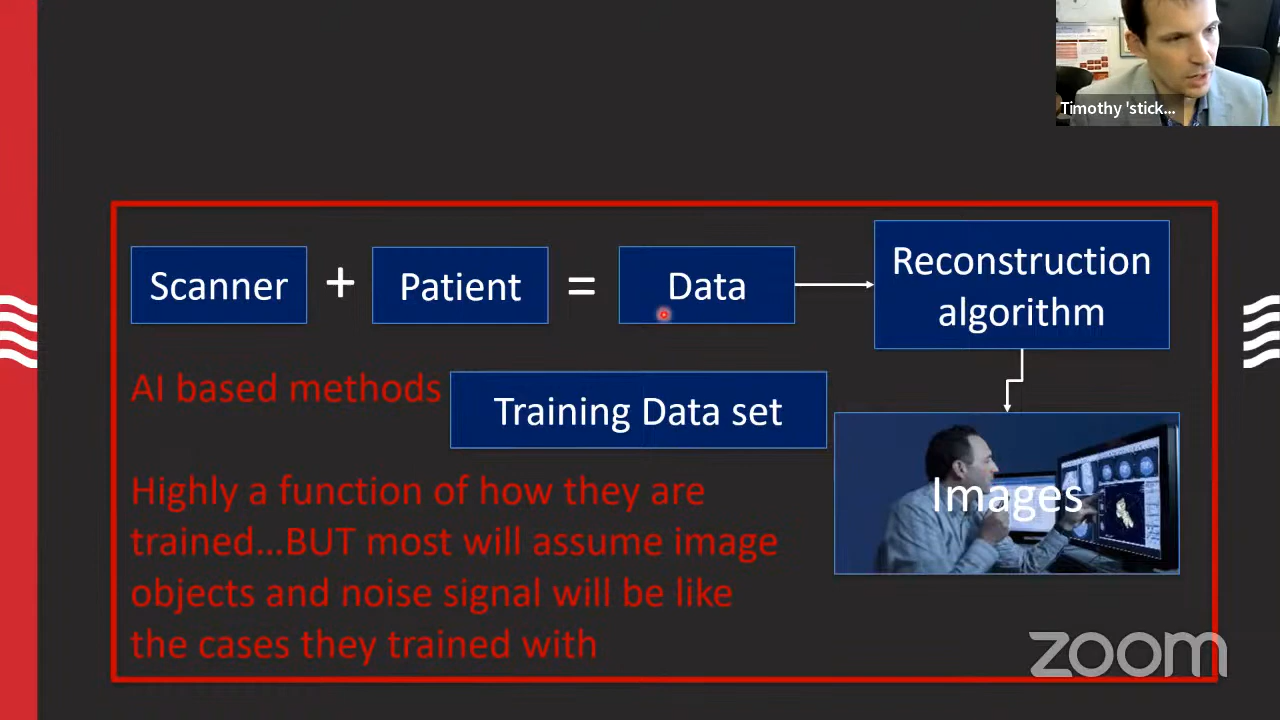 Timothy 'stick...
Scanner + Patient = Data
Reconstruction
algorithm
AI based methods
Training Data set
Images
Highly a function of how they are
trained...BUT most will assume image
objects and noise signal will be like
the cases they trained with
zoom